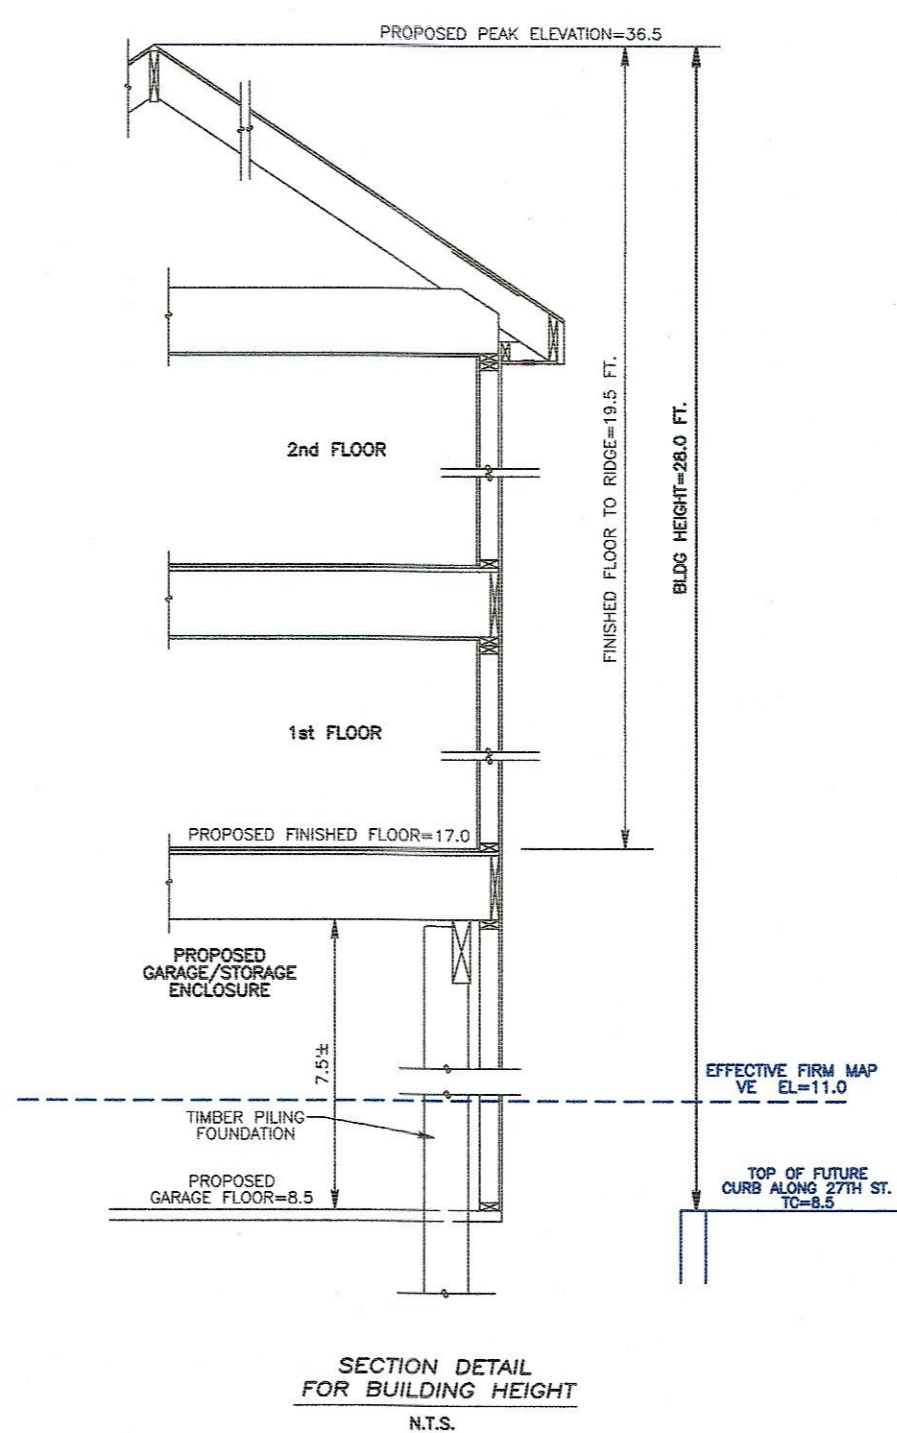 PROPOSED PEAK ELEVATION=36.5
2nd FLOOR
FINISHED FLOOR TO RIDGE=19.5 FT.
BLDG HEIGHT=28.0 FT.
1st FLOOR
PROPOSED FINISHED FLOOR=17.0
PROPOSED
GARAGE/STORAGE
ENCLOSURE
7.5'±
EFFECTIVE FIRM MAP
VE EL=11.0
TIMBER PILING
FOUNDATION
PROPOSED
GARAGE FLOOR=8.5
TOP OF FUTURE
CURB ALONG 27TH ST.
TC=8.5
SECTION DETAIL
FOR BUILDING HEIGHT
N.T.S.